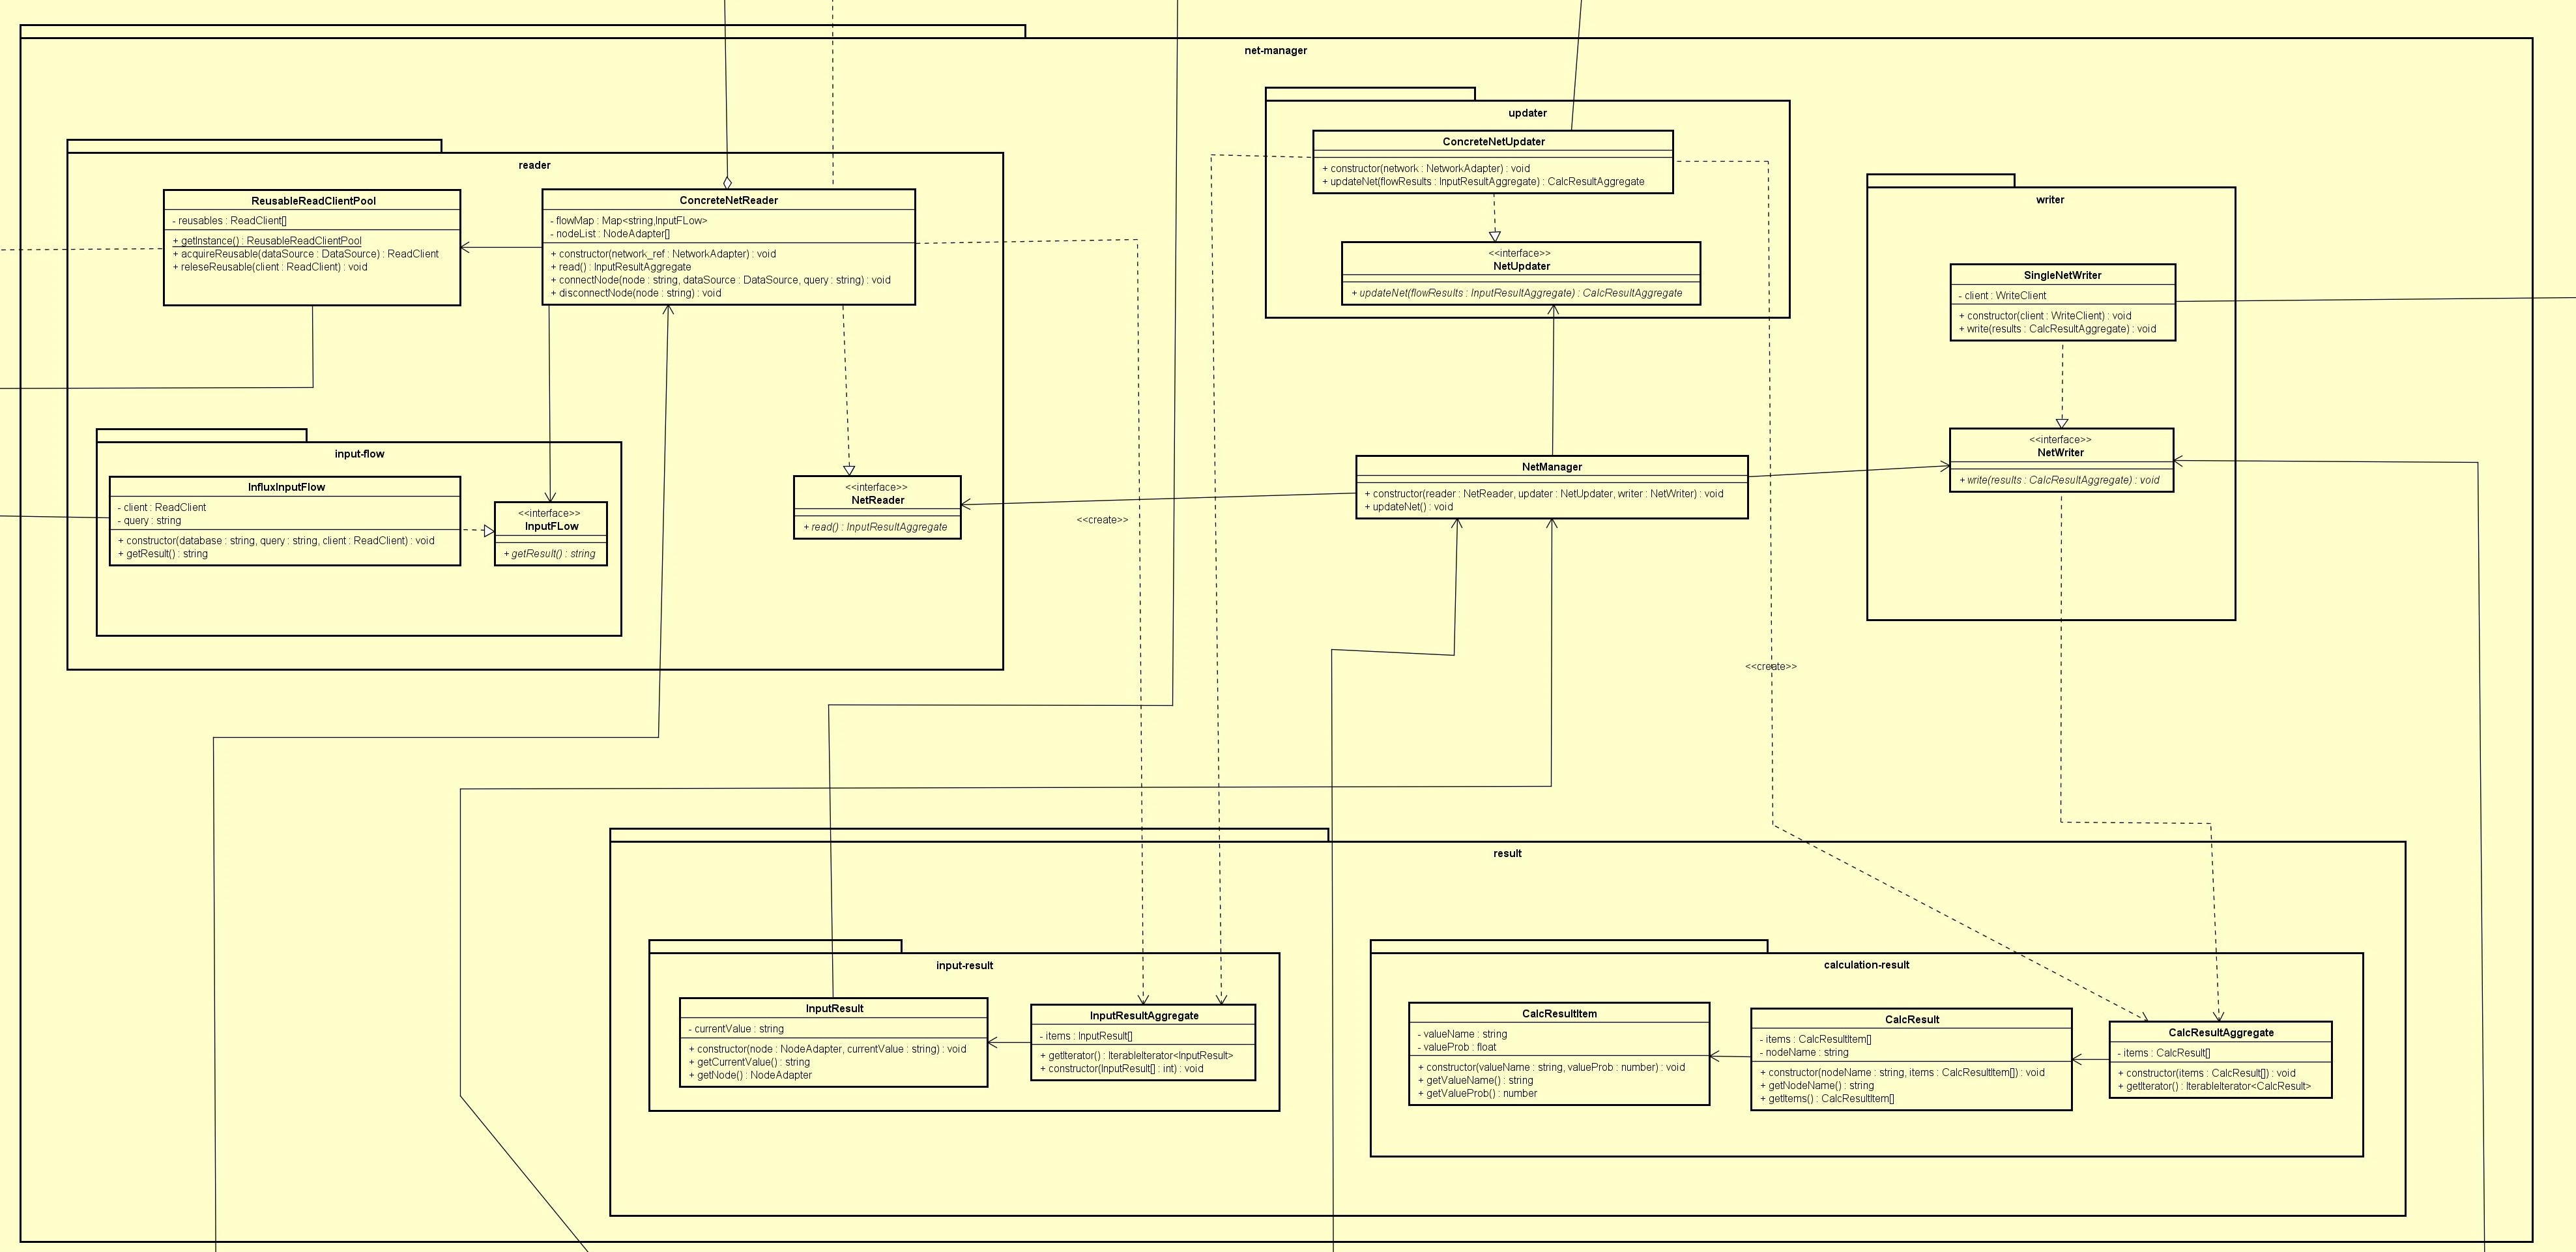 net-manager
reader
ReusableReadClientPool
- reusables : ReadClient[]
+ getInstance() : ReusableReadClientPool
+ acquireReusable(dataSource : DataSource) : ReadClient
+ releseReusable(client : ReadClient) : void
ConcreteNetReader
- flowMap : Map<string,InputFLow>
- nodeList : NodeAdapter[]
+ constructor(network_ref : NetworkAdapter) : void
+ read() : InputResultAggregate
+ connectNode(node : string, dataSource : DataSource, query : string) : void
+ disconnectNode(node : string) : void
input-flow
InfluxInputFlow
- client : ReadClient
- query : string
+ constructor(database : string, query : string, client : ReadClient) : void
+ getResult() : string
<<interface>>
InputFLow
+ getResult() : string
<<interface>>
NetReader
+ read() : InputResultAggregate
<<create>>
updater
ConcreteNetUpdater
+ constructor(network : NetworkAdapter) : void
+ updateNet(flowResults : InputResultAggregate) : CalcResultAggregate
<<interface>>
NetUpdater
+ updateNet(flowResults : InputResultAggregate) : CalcResultAggregate
NetManager
+ constructor(reader : NetReader, updater : NetUpdater, writer : NetWriter) : void
+ updateNet() : void
<<create>>
writer
SingleNetWriter
- client : WriteClient
+ constructor(client : WriteClient) : void
+ write(results : CalcResultAggregate) : void
<<interface>>
NetWriter
+ write(results : CalcResultAggregate) : void
result
input-result
InputResult
- currentValue : string
+ constructor(node : NodeAdapter, currentValue : string) : void
+ getCurrentValue() : string
+ getNode() : NodeAdapter
InputResultAggregate
- items : InputResult[]
+ getIterator() : IterableIterator<InputResult>
+ constructor(InputResult[] : int) : void
calculation-result
CalcResultItem
- valueName : string
- valueProb : float
+ constructor(valueName : string, valueProb : number) : void
+ getValueName() : string
+ getValueProb() : number
CalcResult
- items : CalcResultItem[]
- nodeName : string
+ constructor(nodeName : string, items : CalcResultItem[]) : void
+ getNodeName() : string
+ getItems() : CalcResultItem[]
CalcResultAggregate
- items : CalcResult[]
+ constructor(items : CalcResult[]) : void
+ getIterator() : IterableIterator<CalcResult>